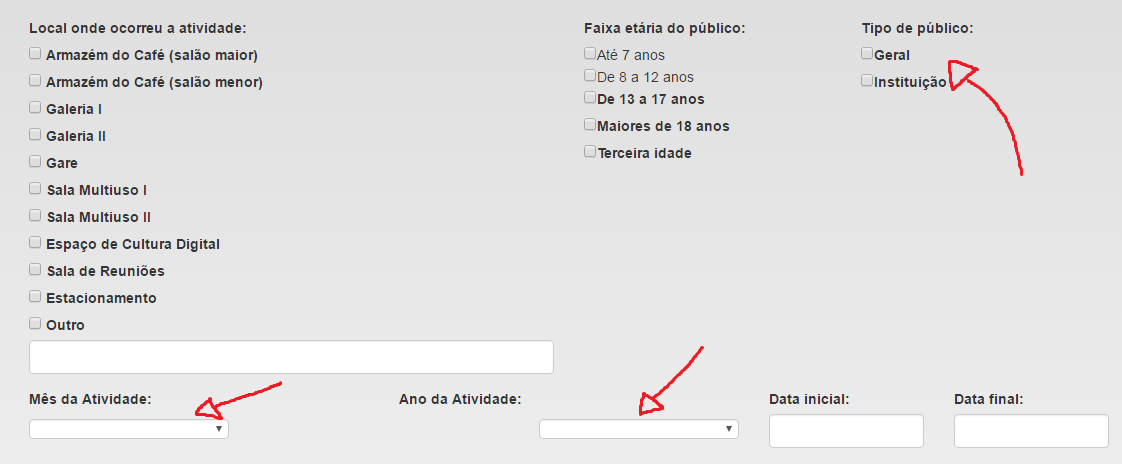 Local onde ocorreu a atividade:
Armazém do Café (salão maior)
Armazém do Café (salão menor)
Galeria I
Galeria II
Gare
Sala Multiuso I
Sala Multiuso II
Espaço de Cultura Digital
Sala de Reuniões
Estacionamento
Outro
Faixa etária do público:
Até 7 anos
De 8 a 12 anos
De 13 a 17 anos
Maiores de 18 anos
Terceira idade
Tipo de público:
Geral
Instituição
Mês da Atividade:
Ano da Atividade:
Data inicial:
Data final: